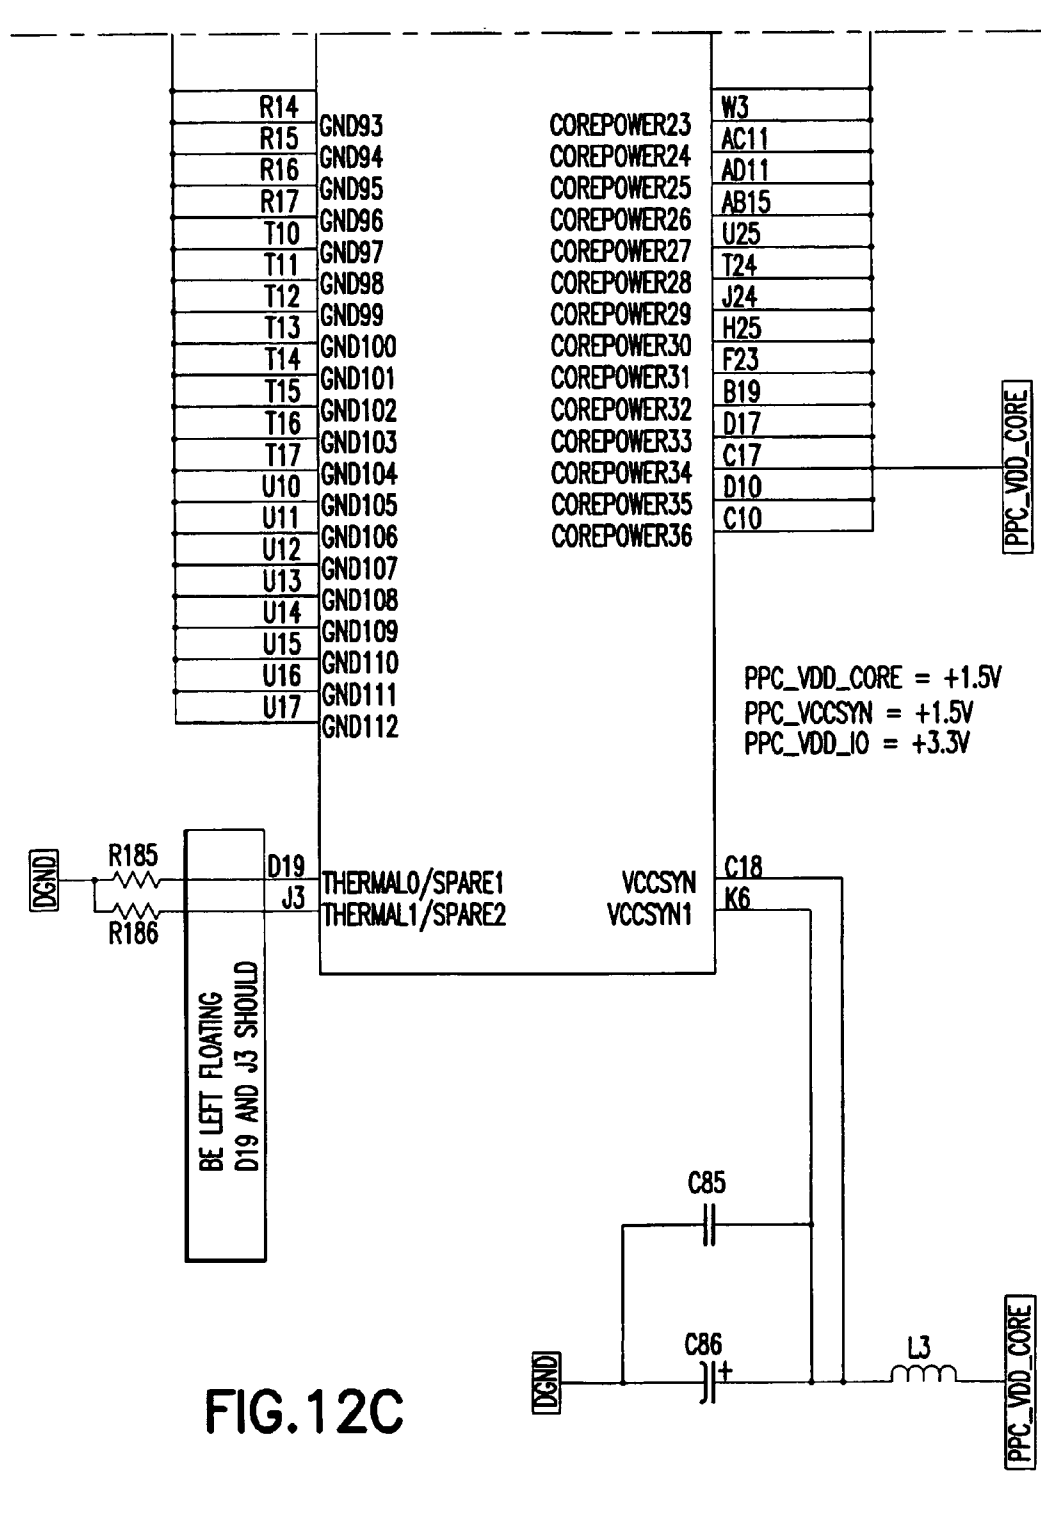 R14 GND93 COREPOWER23 W3
R15 GND94 COREPOWER24 AC11
R16 GND95 COREPOWER25 AD11
R17 GND96 COREPOWER26 AB15
T10 GND97 COREPOWER27 U25
T11 GND98 COREPOWER28 T24
T12 GND99 COREPOWER29 J24
T13 GND100 COREPOWER30 H25
T14 GND101 COREPOWER31 F23
T15 GND102 COREPOWER32 B19
T16 GND103 COREPOWER33 D17
T17 GND104 COREPOWER34 C17
U10 GND105 COREPOWER35 D10
U11 GND106 COREPOWER36 C10
U12 GND107
U13 GND108
U14 GND109
U15 GND110
U16 GND111
U17 GND112
PPC_VDD_CORE
PPC_VDD_CORE = +1.5V
PPC_VCCSYN = +1.5V
PPC_VDD_IO = +3.3V
DGND
R185
R186
D19 THERMAL0/SPARE1 VCCSYN C18
J3 THERMAL1/SPARE2 VCCSYN1 K6
D19 AND J3 SHOULD
BE LEFT FLOATING
C85
C86
+
DGND
L3
PPC_VDD_CORE
FIG.12C